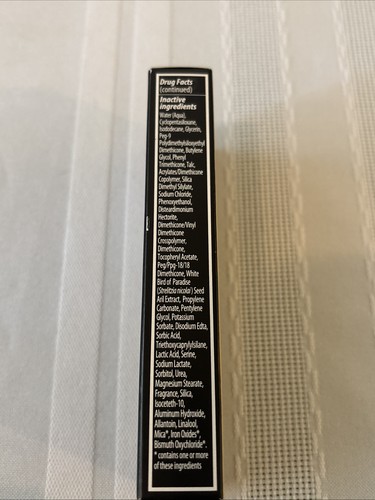 Drug Facts
(continued)
Inactive
ingredients
Water (Aqua),
Cyclopentasiloxane,
Isododecane, Glycerin,
Peg-9
Polydimethylsiloxyethyl
Dimethicone, Butylene
Glycol, Phenyl
Trimethicone, Talc,
Acrylates/Dimethicone
Copolymer, Silica
Dimethyl Silylate,
Sodium Chloride,
Phenoxyethanol,
Disteardimonium
Hectorite,
Dimethicone/Vinyl
Dimethicone
Crosspolymer,
Dimethicone,
Tocopheryl Acetate,
Peg/Ppg-18/18
Dimethicone, White
Bird of Paradise
(Strelitzia nicolai) Seed
Aril Extract, Propylene
Carbonate, Pentylene
Glycol, Potassium
Sorbate, Disodium Edta,
Sorbic Acid,
Triethoxycaprylylsilane,
Lactic Acid, Serine,
Sodium Lactate,
Sorbitol, Urea,
Magnesium Stearate,
Fragrance, Silica,
Isoceteth-10,
Aluminum Hydroxide,
Allantoin, Linalool,
Mica*, Iron Oxides*,
Bismuth Oxychloride*.
* contains one or more
of these ingredients